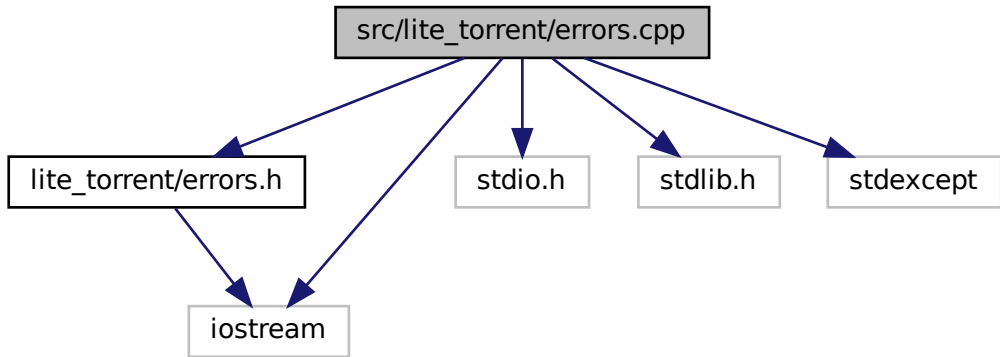 src/lite_torrent/errors.cpp
lite_torrent/errors.h
stdio.h
stdlib.h
stdexcept
iostream